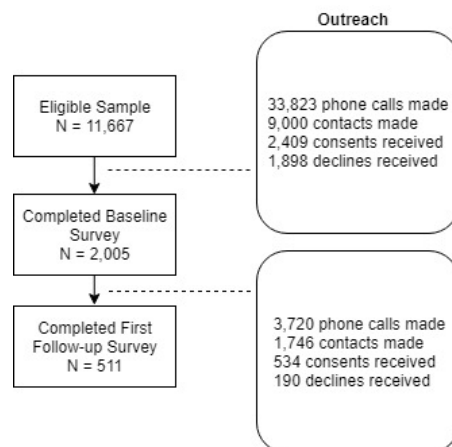 Outreach
Eligible Sample
N = 11,667
33,823 phone calls made
9,000 contacts made
2,409 consents received
1,898 declines received
Completed Baseline
Survey
N = 2,005
Completed First
Follow-up Survey
N = 511
3,720 phone calls made
1,746 contacts made
534 consents received
190 declines received